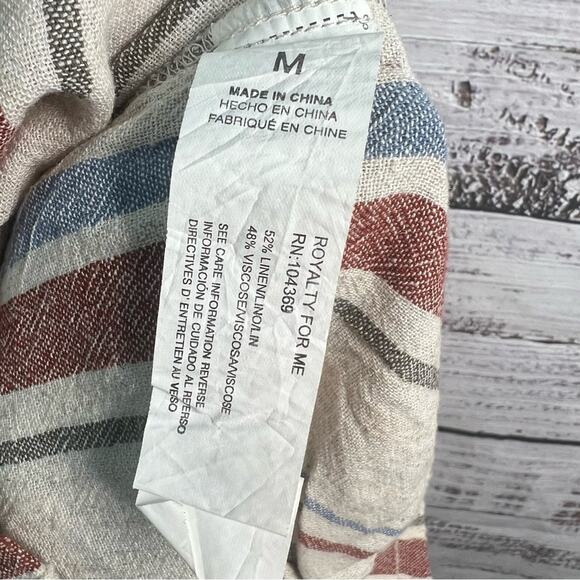 M
MADE IN CHINA
HECHO EN CHINA
FABRIQUÉ EN CHINE
ROYALTY FOR ME
RN:104369
52% LINEN/LINO/LIN
48% VISCOSE/VISCOSA/VISCOSE
SEE CARE INFORMATION REVERSE
INFORMACIÓN DE CUIDADO AL REVERSO
DIRECTIVES D' ENTRETIEN AU VERSO